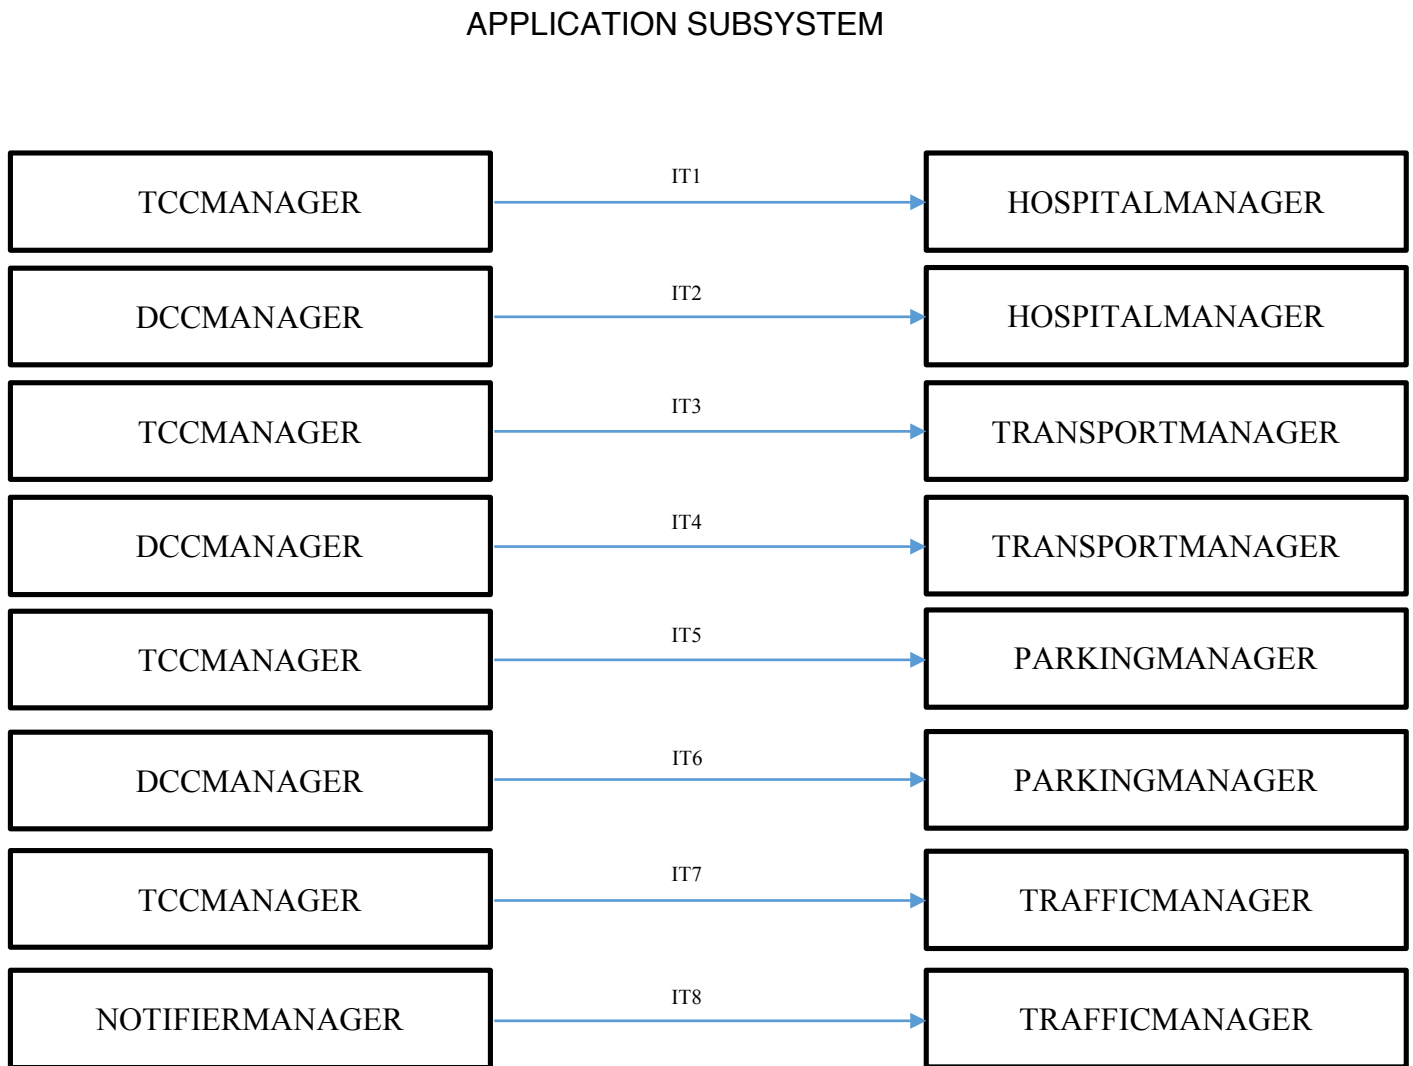 APPLICATION SUBSYSTEM
TCCMANAGER IT1 HOSPITALMANAGER
DCCMANAGER IT2 HOSPITALMANAGER
TCCMANAGER IT3 TRANSPORTMANAGER
DCCMANAGER IT4 TRANSPORTMANAGER
TCCMANAGER IT5 PARKINGMANAGER
DCCMANAGER IT6 PARKINGMANAGER
TCCMANAGER IT7 TRAFFICMANAGER
NOTIFIERMANAGER IT8 TRAFFICMANAGER